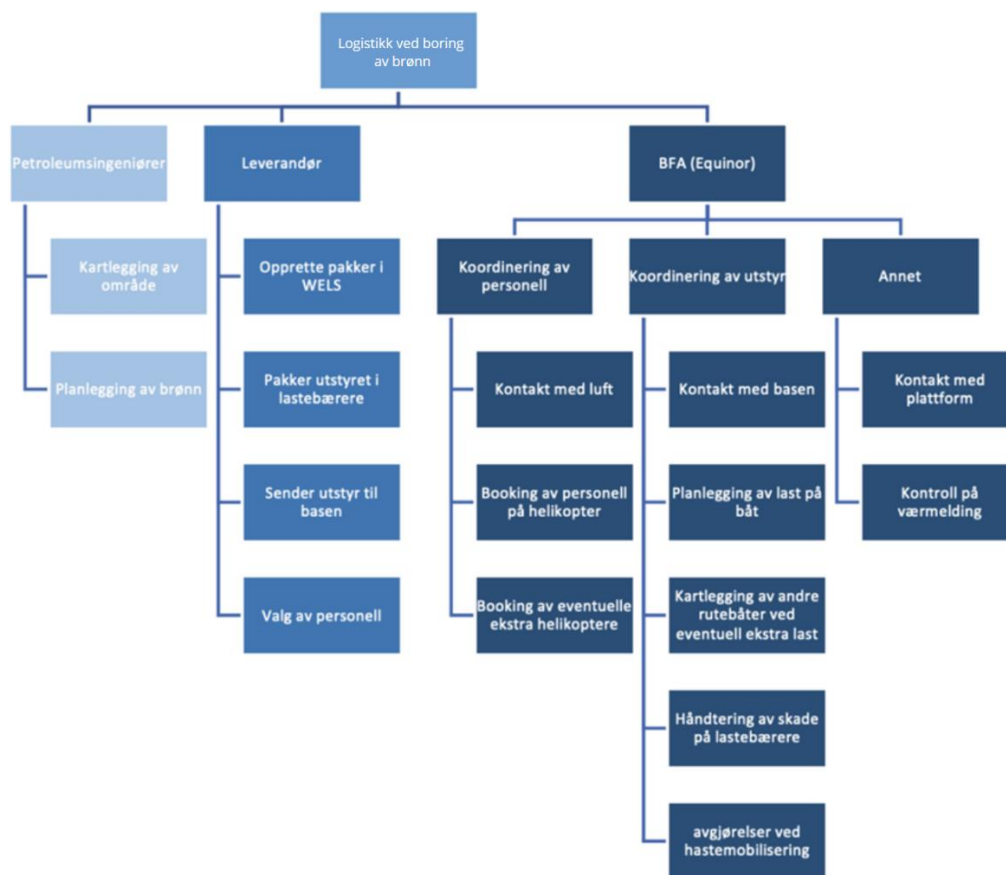 Logistikk ved boring
av brønn
Petroleumsingeniører
Leverandør
BFA (Equinor)
Kartlegging av
område
Planlegging av brønn
Opprette pakker i
WELS
Pakker utstyret i
lastebærere
Sender utstyr til
basen
Valg av personell
Koordinering av
personell
Kontakt med luft
Booking av personell
på helikopter
Booking av eventuelle
ekstra helikoptere
Koordinering av utstyr
Kontakt med basen
Planlegging av last på
båt
Kartlegging av andre
rutebåter ved
eventuell ekstra last
Håndtering av skade
på lastebærere
avgjørelser ved
hastemobilisering
Annet
Kontakt med
plattform
Kontroll på
værmelding